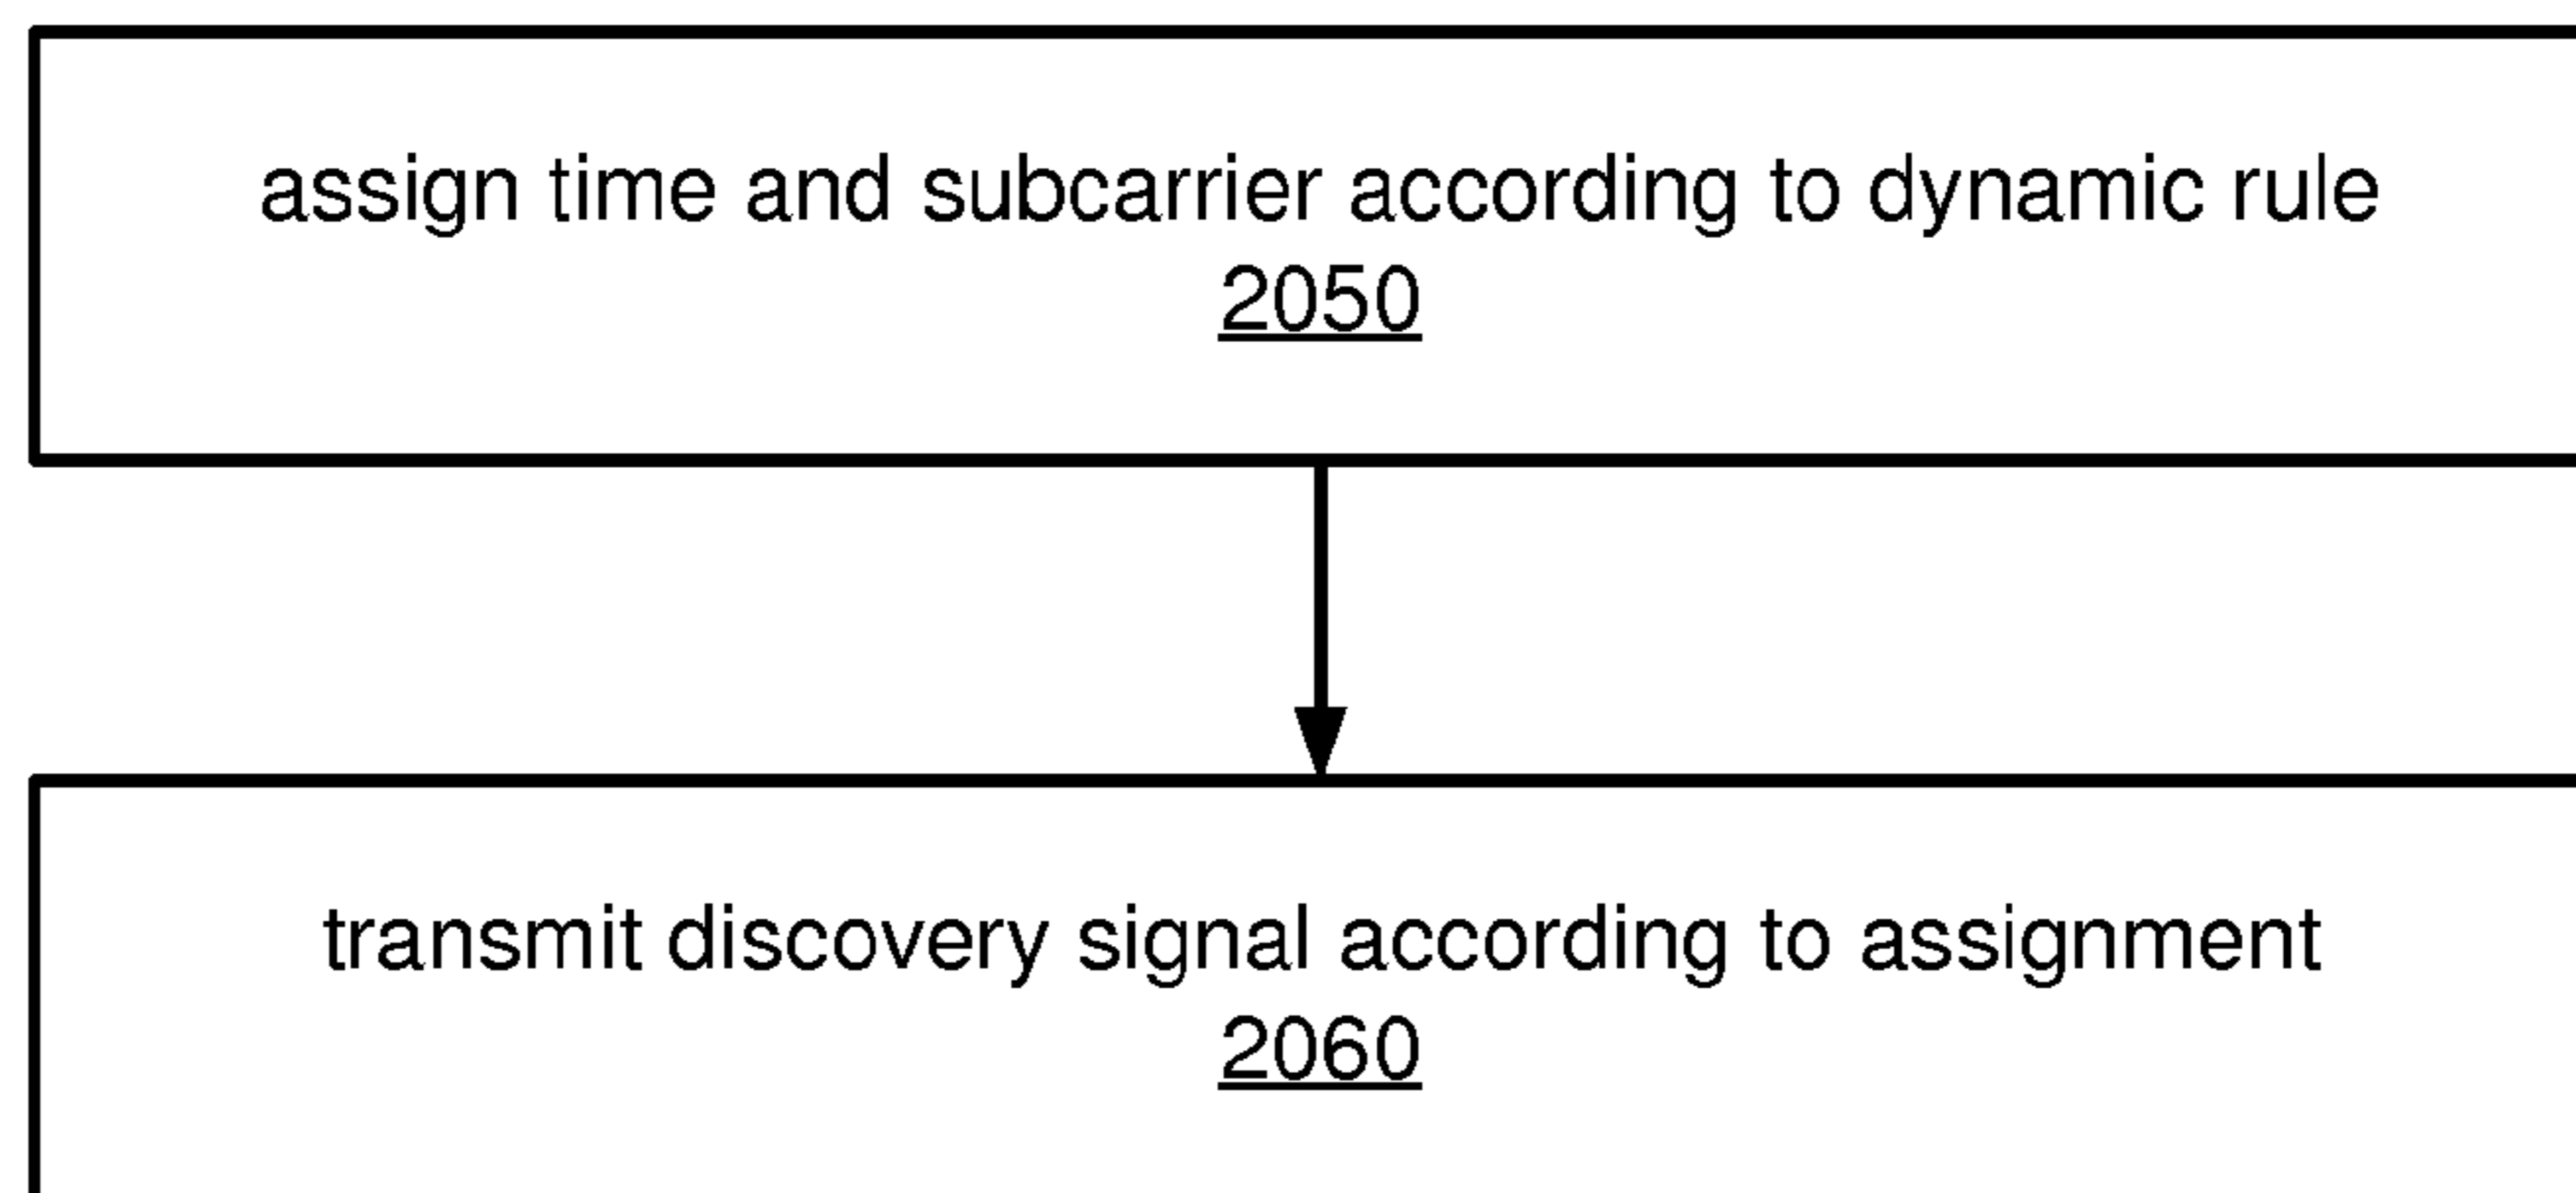 assign time and subcarrier according to dynamic rule
2050
transmit discovery signal according to assignment
2060